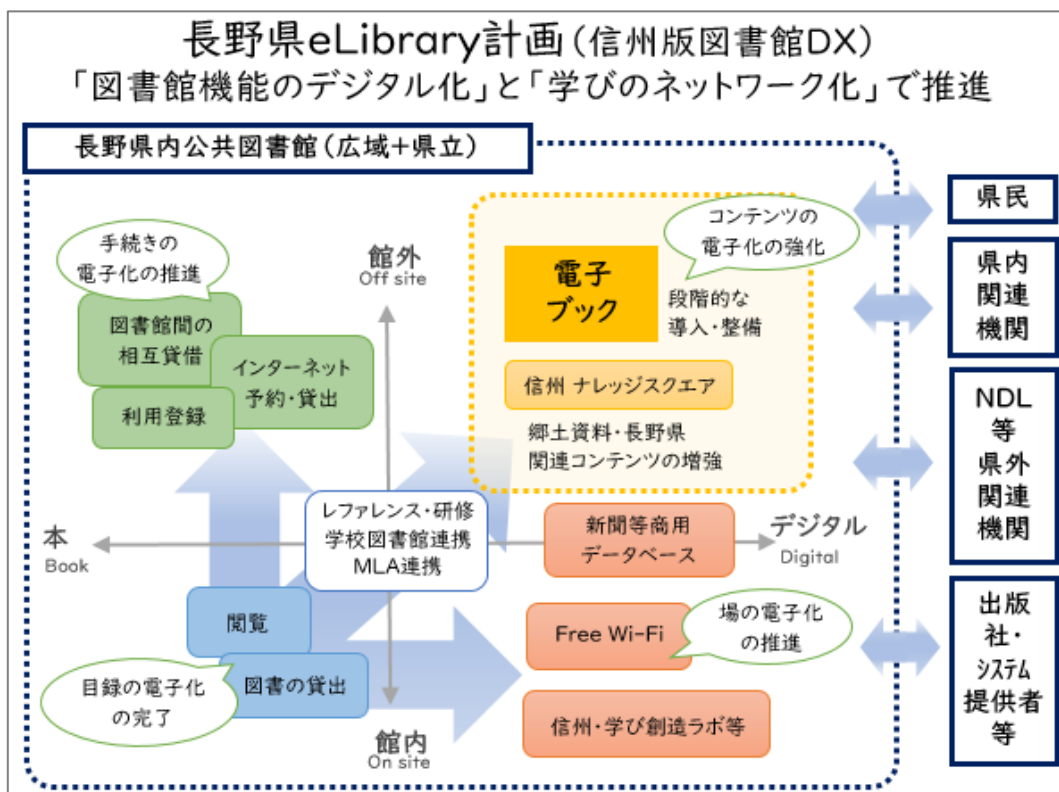 長野県eLibrary計画(信州版図書館DX)
「図書館機能のデジタル化」と「学びのネットワーク化」で推進
長野県内公共図書館(広域+県立)
手続きの
電子化の推進
図書館間の
相互貸借
インターネット
予約・貸出
利用登録
館外
Off site
コンテンツの
電子化の強化
電子
ブック
段階的な
導入・整備
信州 ナレッジスクエア
郷土資料・長野県
関連コンテンツの増強
本
Book
レファレンス・研修
学校図書館連携
MLA連携
新聞等商用
データベース
デジタル
Digital
閲覧
図書の貸出
目録の電子化
の完了
Free Wi-Fi
場の電子化
の推進
信州・学び創造ラボ等
館内
On site
県民
県内
関連
機関
NDL
等
県外
関連
機関
出版
社・
システム
提供者
等